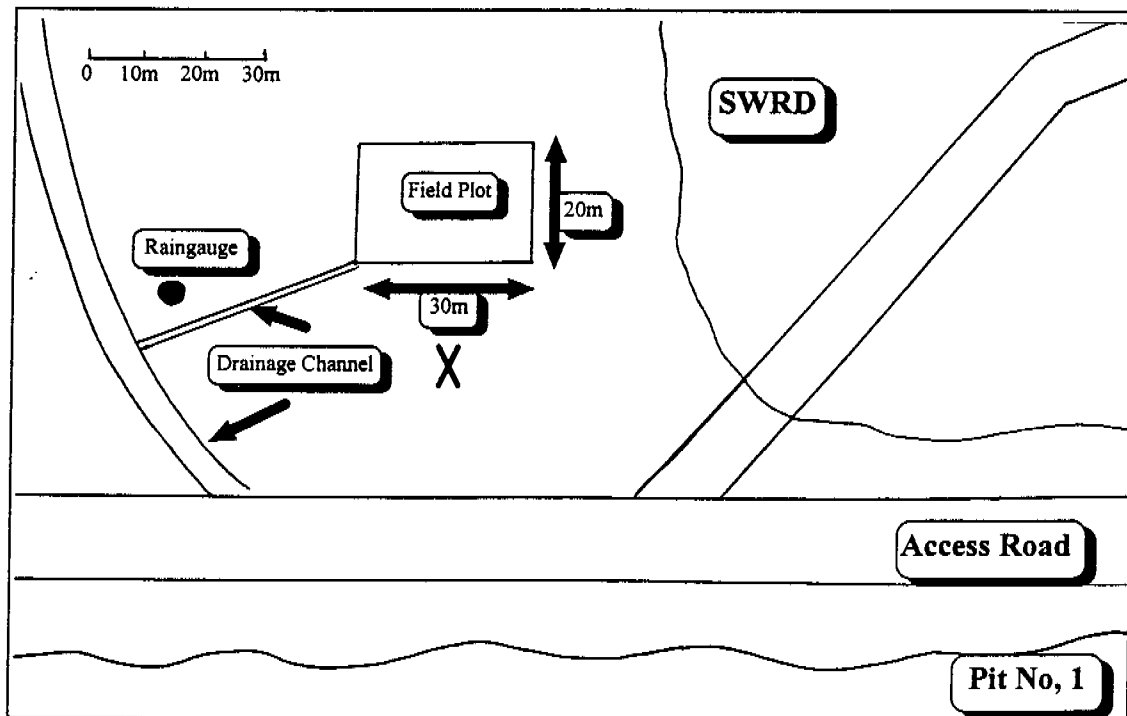 0 10m 20m 30m
SWRD
Field Plot
20m
Raingauge
30m
Drainage Channel
X
Access Road
Pit No, 1